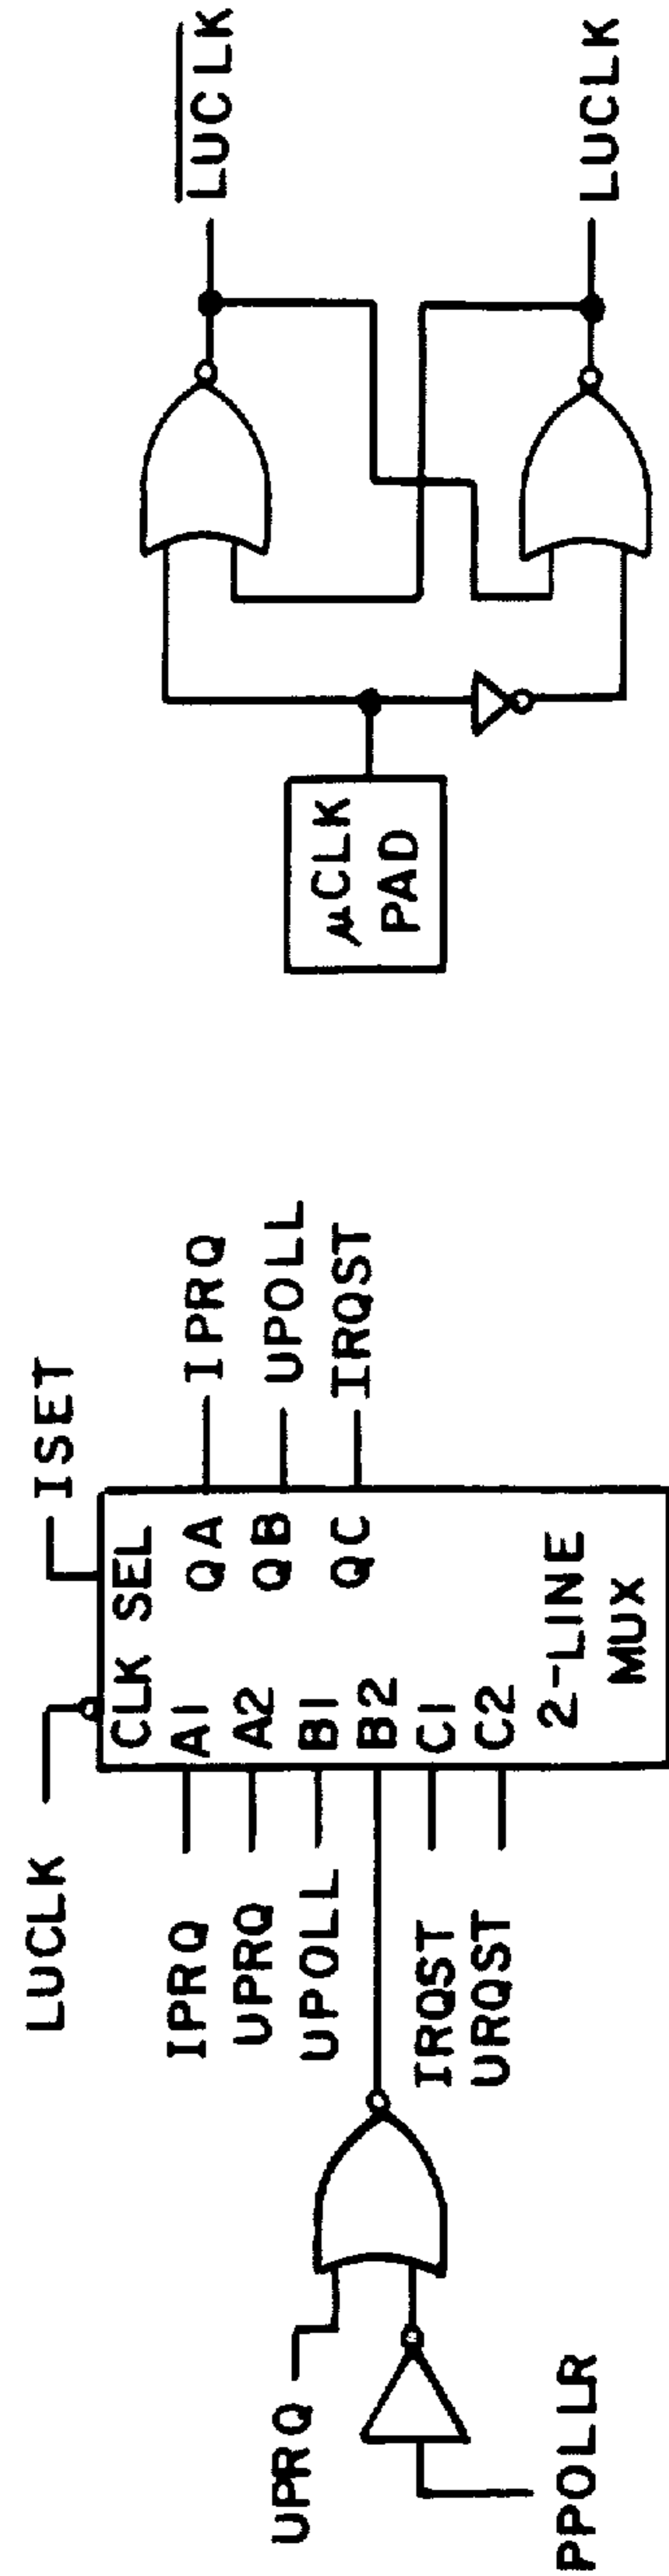 LUCLK
ISET
CLK SEL
IPRQ
A1
QA
IPRQ
UPRQ
A2
QB
UPOLL
UPOLL
B1
QC
IRQST
B2
IRQST
C1
URQST
C2
2-LINE
MUX
UPRQ
PPOLLR
μCLK
PAD
LUCLK
LUCLK